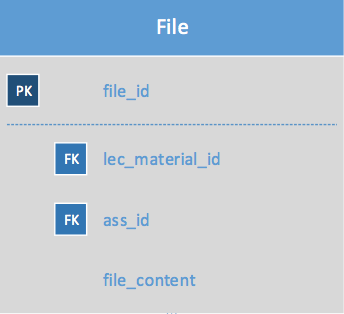 File
PK file_id
FK lec_material_id
FK ass_id
file_content